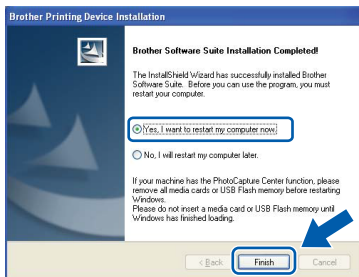 Brother Printing Device Installation
Brother Software Suite Installation Completed!
The InstallShield Wizard has successfully installed Brother
Software Suite. Before you can use the program, you must
restart your computer.
Yes, I want to restart my computer now.
No, I will restart my computer later.
If your machine has the PhotoCapture Center function, please
remove all media cards or USB Flash memory before restarting
Windows.
Please do not insert a media card or USB Flash memory until
Windows has finished loading.
< Back
Finish
Cancel